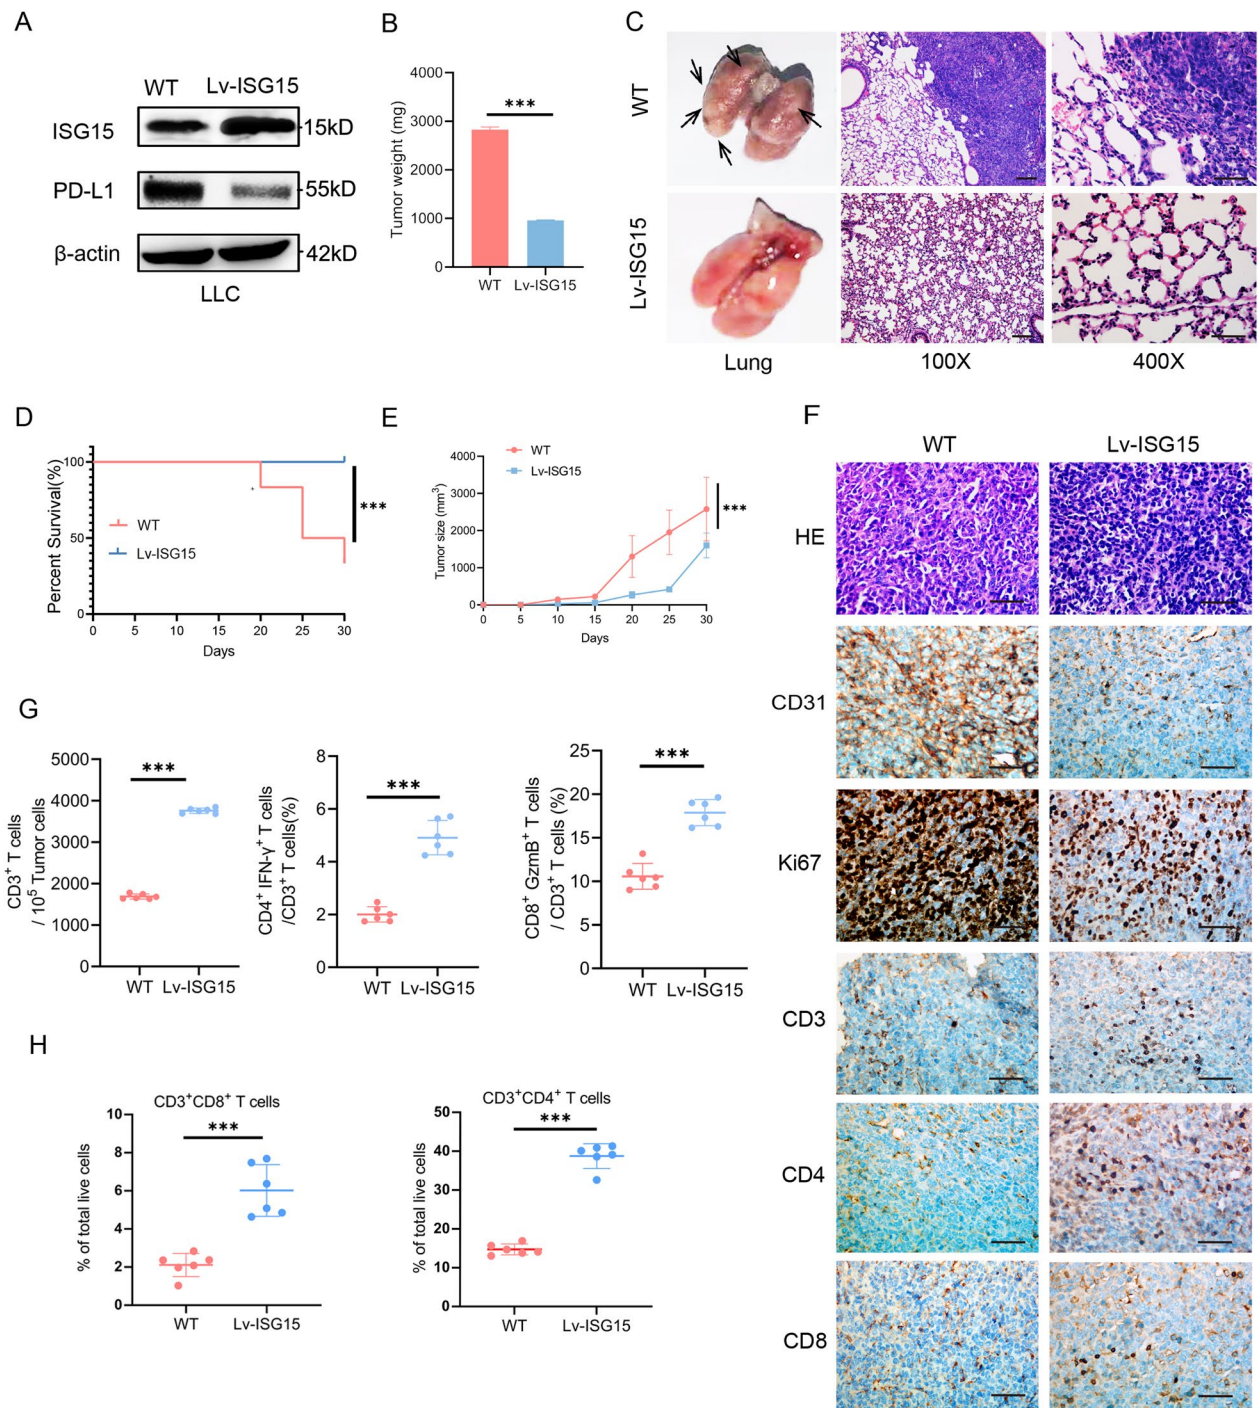 A
WT Lv-ISG15
ISG15 15kD
PD-L1 55kD
β-actin 42kD
LLC
B
Tumor weight (mg)
4000
3000
2000
1000
0
***
WT Lv-ISG15
C
WT
Lv-ISG15
Lung 100X 400X
D
Percent Survival(%)
100
50
0
*
WT
Lv-ISG15
***
0 5 10 15 20 25 30
Days
E
WT
Lv-ISG15
Tumor size (mm³)
4000
3000
2000
1000
0
***
0 5 10 15 20 25 30
Days
F
WT Lv-ISG15
HE
CD31
Ki67
CD3
CD4
CD8
G
CD3⁺ T cells
/ 10⁵ Tumor cells
5000
4000
3000
2000
1000
0
***
WT Lv-ISG15
CD4⁺ IFN-γ⁺ T cells
/CD3⁺ T cells(%)
8
6
4
2
0
***
WT Lv-ISG15
CD8⁺ GzmB⁺ T cells
/ CD3⁺ T cells (%)
25
20
15
10
5
0
***
WT Lv-ISG15
H
CD3⁺CD8⁺ T cells
% of total live cells
10
8
6
4
2
0
***
WT Lv-ISG15
CD3⁺CD4⁺ T cells
% of total live cells
50
40
30
20
10
0
***
WT Lv-ISG15